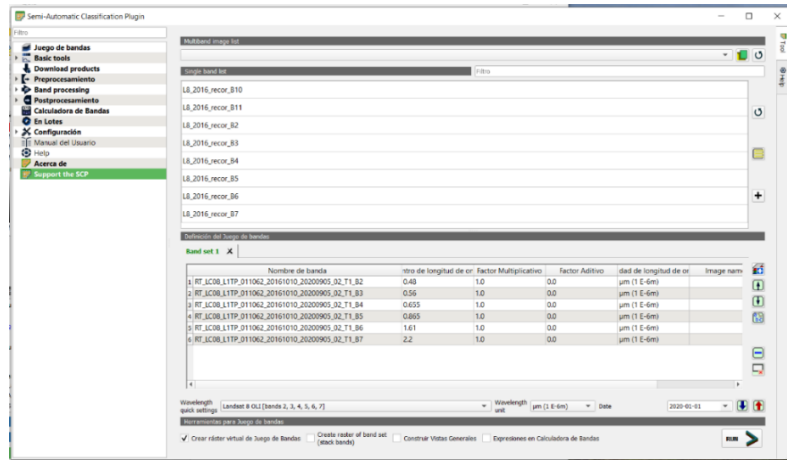 Semi-Automatic Classification Plugin
Filtro
Juego de bandas
Basic tools
Download products
Preprocesamiento
Band processing
Postprocesamiento
Calculadora de Bandas
En Lotes
Configuración
Manual del Usuario
Help
Acerca de
Support the SCP
Multiband image list
Single band list
Filtro
L8_2016_recor_B10
L8_2016_recor_B11
L8_2016_recor_B2
L8_2016_recor_B3
L8_2016_recor_B4
L8_2016_recor_B5
L8_2016_recor_B6
L8_2016_recor_B7
Definición del Juego de bandas
Band set 1
Nombre de banda ntro de longitud de or Factor Multiplicativo Factor Aditivo dad de longitud de or Image name
1 RT_LC08_L1TP_011062_20161010_20200905_02_T1_B2 0.48 1.0 0.0 µm (1 E-6m)
2 RT_LC08_L1TP_011062_20161010_20200905_02_T1_B3 0.56 1.0 0.0 µm (1 E-6m)
3 RT_LC08_L1TP_011062_20161010_20200905_02_T1_B4 0.655 1.0 0.0 µm (1 E-6m)
4 RT_LC08_L1TP_011062_20161010_20200905_02_T1_B5 0.865 1.0 0.0 µm (1 E-6m)
5 RT_LC08_L1TP_011062_20161010_20200905_02_T1_B6 1.61 1.0 0.0 µm (1 E-6m)
6 RT_LC08_L1TP_011062_20161010_20200905_02_T1_B7 2.2 1.0 0.0 µm (1 E-6m)
Wavelength quick settings Landsat 8 OLI [bands 2, 3, 4, 5, 6, 7] Wavelength unit µm (1 E-6m) Date 2020-01-01
Herramientas para Juego de bandas
Crear ráster virtual de Juego de Bandas Create raster of band set (stack bands) Construir Vistas Generales Expresiones en Calculadora de Bandas RUN
Tool
Help